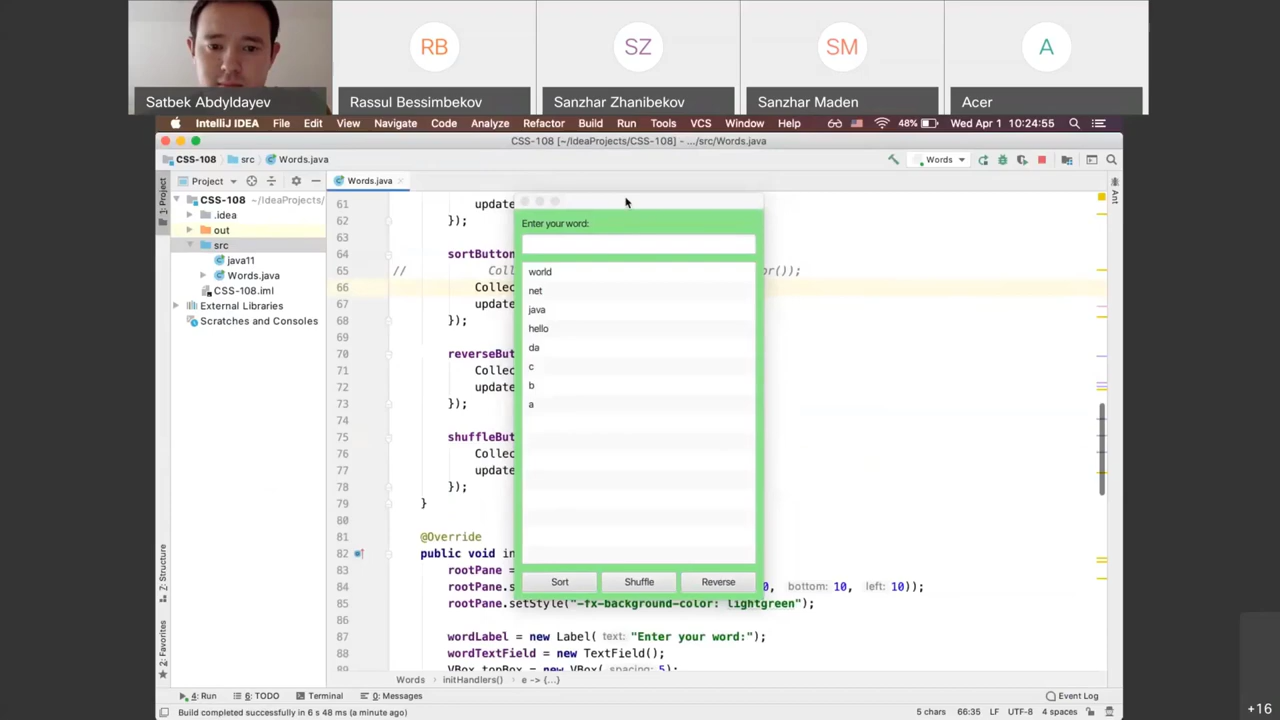 RB
SZ
SM
A
Satbek Abdyldayev
Rassul Bessimbekov
Sanzhar Zhanibekov
Sanzhar Maden
Acer
IntelliJ IDEA File Edit View Navigate Code Analyze Refactor Build Run Tools VCS Window Help 48% Wed Apr 1 10:24:55
CSS-108 [~/IdeaProjects/CSS-108] - .../src/Words.java
CSS-108 src Words.java
Words
Project
Words.java
1: Project
Ant
CSS-108 ~/IdeaProjects/
.idea
out
src
java11
Words.java
CSS-108.iml
External Libraries
Scratches and Consoles
61 update
62 });
63
64 sortButton
65 // Coll or());
66 Collec
67 update
68 });
69
70 reverseBut
71 Collec
72 update
73 });
74
75 shuffleBut
76 Collec
77 update
78 });
79 }
80
81 @Override
82 public void in
83 rootPane =
84 rootPane.s 0, bottom: 10, left: 10));
85 rootPane.setStyle("-fx-background-color: lightgreen");
87 wordLabel = new Label( text: "Enter your word:");
88 wordTextField = new TextField();
89 VBox topBox = new VBox( spacing: 5);
Enter your word:
world
net
java
hello
da
c
b
a
Sort
Shuffle
Reverse
7: Structure
2: Favorites
Words initHandlers() e -> {...}
4: Run 6: TODO Terminal 0: Messages Event Log
Build completed successfully in 6 s 48 ms (a minute ago) 5 chars 66:35 LF UTF-8 4 spaces
+16